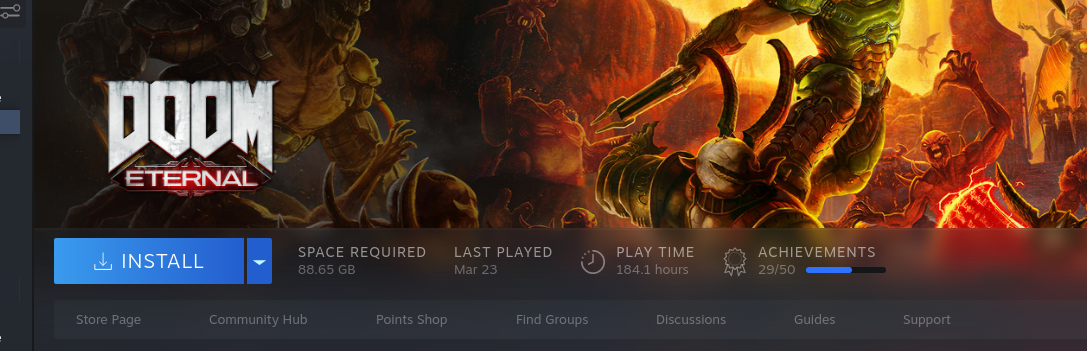 DOOM
ETERNAL
INSTALL
SPACE REQUIRED
88.65 GB
LAST PLAYED
Mar 23
PLAY TIME
184.1 hours
ACHIEVEMENTS
29/50
Store Page
Community Hub
Points Shop
Find Groups
Discussions
Guides
Support